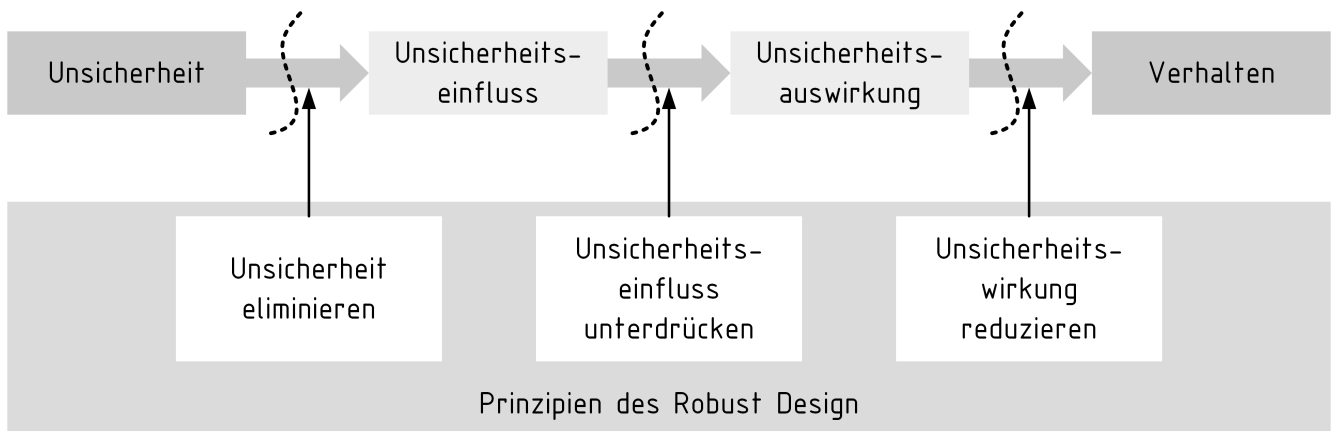 Unsicherheit
Unsicherheits-
einfluss
Unsicherheits-
auswirkung
Verhalten
Unsicherheit
eliminieren
Unsicherheits-
einfluss
unterdrücken
Unsicherheits-
wirkung
reduzieren
Prinzipien des Robust Design